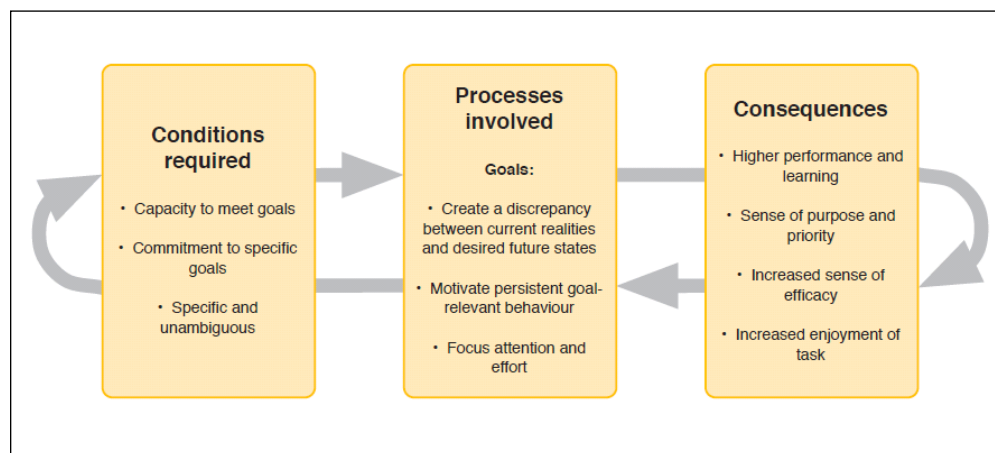 Conditions
required
• Capacity to meet goals
• Commitment to specific
goals
• Specific and
unambiguous
Processes
involved
Goals:
• Create a discrepancy
between current realities
and desired future states
• Motivate persistent goal-
relevant behaviour
• Focus attention and
effort
Consequences
• Higher performance and
learning
• Sense of purpose and
priority
• Increased sense of
efficacy
• Increased enjoyment of
task